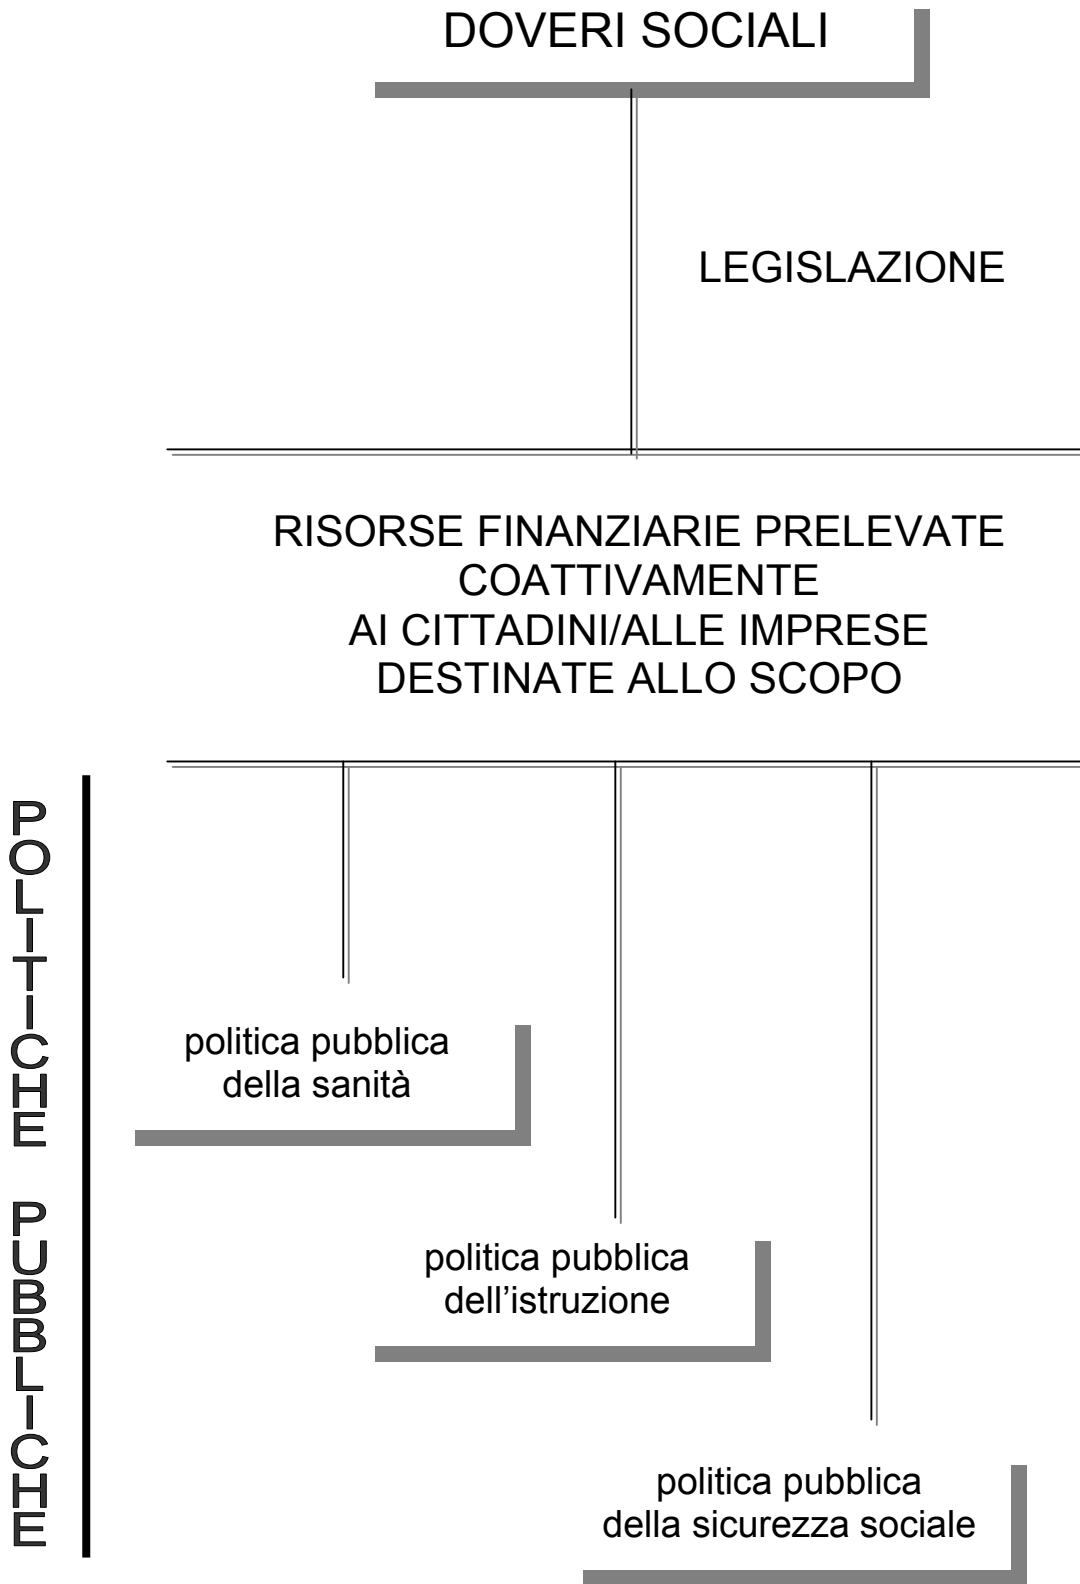 DOVERI SOCIALI
LEGISLAZIONE
RISORSE FINANZIARIE PRELEVATE
COATTIVAMENTE
AI CITTADINI/ALLE IMPRESE
DESTINATE ALLO SCOPO
POLITICHE PUBBLICHE
politica pubblica
della sanità
politica pubblica
dell’istruzione
politica pubblica
della sicurezza sociale